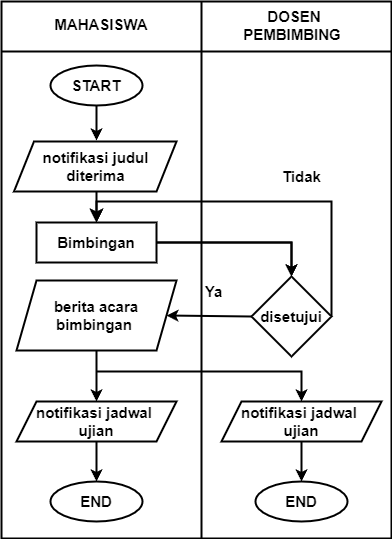 MAHASISWA
DOSEN
PEMBIMBING
START
notifikasi judul
diterima
Tidak
Bimbingan
Ya
berita acara
bimbingan
disetujui
notifikasi jadwal
ujian
notifikasi jadwal
ujian
END
END